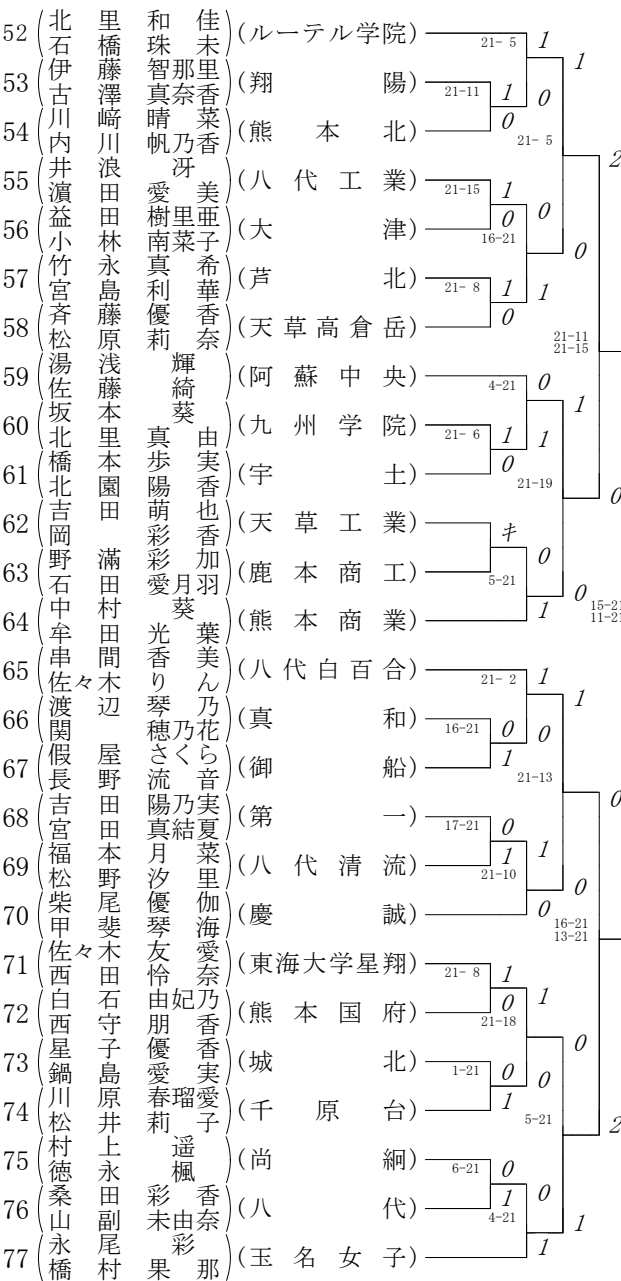 52 (北里和佳 石橋珠未) (ルーテル学院)
21- 5 1
1
53 (伊藤智那里 古澤真奈香) (翔陽)
21-11 1 0
54 (川﨑晴菜 内川帆乃香) (熊本北)
0 21- 5
2
55 (井浪冴 濵田愛美) (八代工業)
21-15 1
0 0
56 (益田樹里亜 小林南菜子) (大津)
16-21 0
57 (竹永真希 宮島利華) (芦北)
21- 8 1 1
58 (斉藤優香 松原莉奈) (天草高倉岳)
0
21-11
21-15
59 (湯浅輝 佐藤綺) (阿蘇中央)
4-21 0
1
60 (坂本葵 北里真由) (九州学院)
21- 6 1 1
61 (橋本歩実 北園陽香) (宇土)
0 21-19
0
62 (吉田萌也 岡彩香) (天草工業)
キ 0
63 (野満彩加 石田愛月羽) (鹿本商工)
5-21 0
64 (中村葵 牟田光葉) (熊本商業)
1
15-21
11-21
65 (串間香美 佐々木りん) (八代白百合)
21- 2 1
1
66 (渡辺琴乃 関穂乃花) (真和)
16-21 0 0
67 (假屋さくら 長野流音) (御船)
1 21-13
0
68 (吉田陽乃実 宮田真結夏) (第一)
17-21 0
1 1
69 (福本月菜 松野汐里) (八代清流)
21-10 0
70 (柴尾優伽 甲斐琴海) (慶誠)
0
16-21
13-21
71 (佐々木友愛 西田怜奈) (東海大学星翔)
21- 8 1
0 1
72 (白石由妃乃 西守朋香) (熊本国府)
21-18
0
73 (星子優香 鍋島愛実) (城北)
1-21 0 0
74 (川原春瑠愛 松井莉子) (千原台)
1 5-21
2
75 (村上遥 徳永楓) (尚絅)
6-21 0
1 0
76 (桑田彩香 山副未由奈) (八代)
4-21 1
77 (永尾彩 橋村果那) (玉名女子)
1